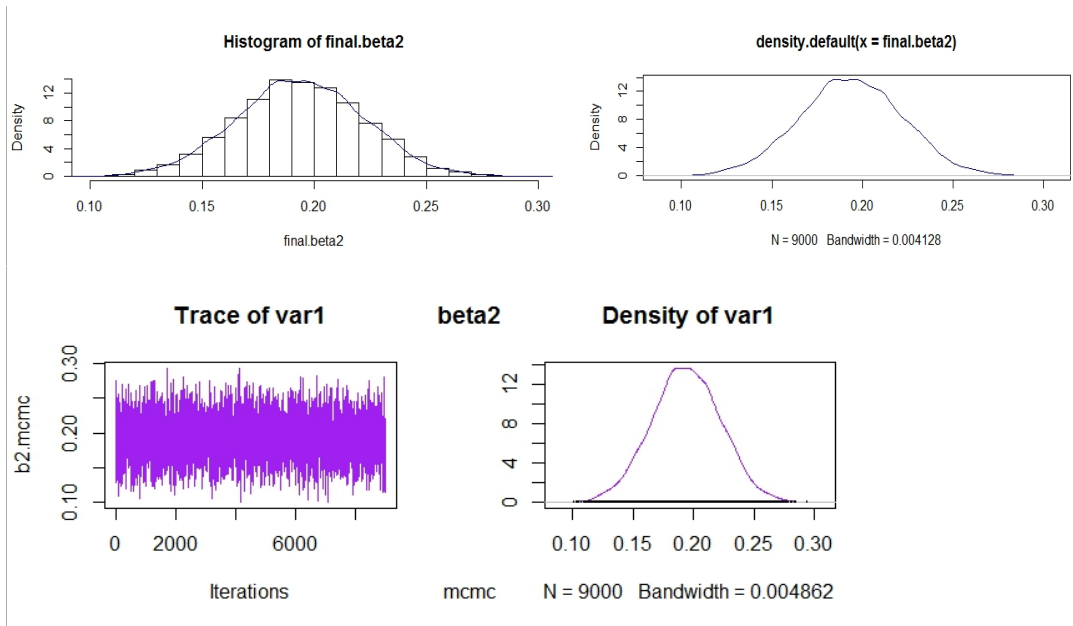 Histogram of final.beta2
Density
12
8
4
0
0.10 0.15 0.20 0.25 0.30
final.beta2
density.default(x = final.beta2)
Density
12
8
4
0
0.10 0.15 0.20 0.25 0.30
N = 9000 Bandwidth = 0.004128
beta2
Trace of var1
b2.mcmc
0.30
0.20
0.10
0 2000 6000
Iterations
Density of var1
12
8
4
0
0.10 0.15 0.20 0.25 0.30
N = 9000 Bandwidth = 0.004862
mcmc